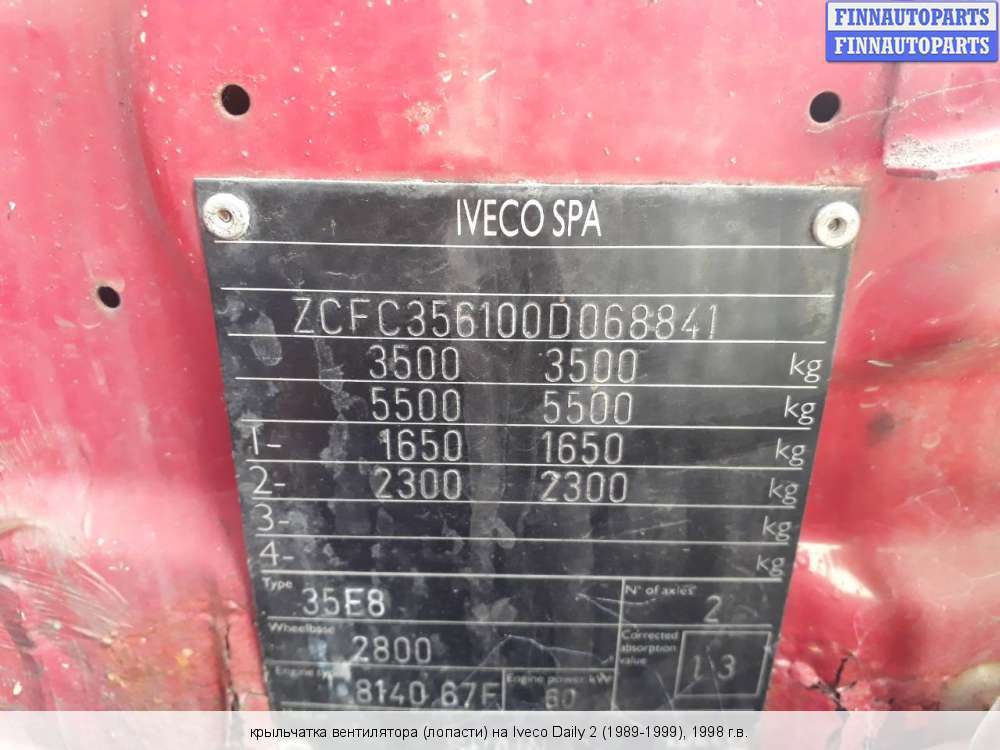 FINNAUTOPARTS
FINNAUTOPARTS
IVECO SPA
ZCFC356100D068841
3500 3500 kg
5500 5500 kg
1- 1650 1650 kg
2- 2300 2300 kg
3- kg
4- kg
Type 35E8 N° of axles 2
Wheelbase 2800 Corrected absorption value 1.3
Engine 8140.67F Engine power kW 60
крыльчатка вентилятора (лопасти) на Iveco Daily 2 (1989-1999), 1998 г.в.